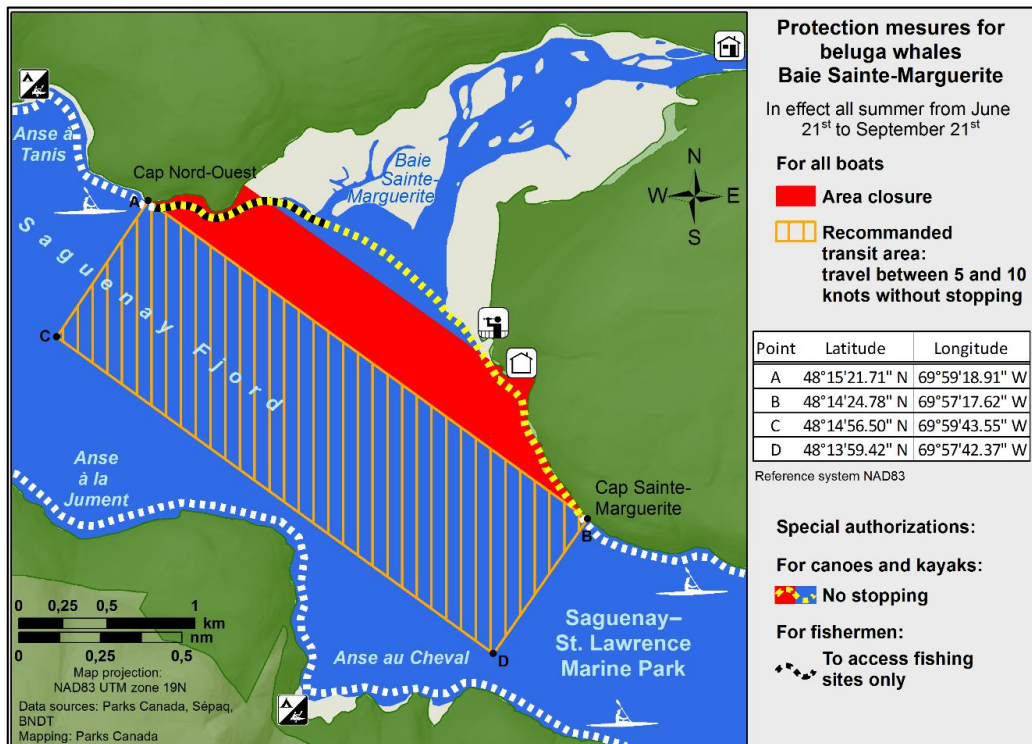 Protection mesures for
beluga whales
Baie Sainte-Marguerite
In effect all summer from June
21st to September 21st
For all boats
Area closure
Recommanded
transit area:
travel between 5 and 10
knots without stopping
Point Latitude Longitude
A 48°15'21.71" N 69°59'18.91" W
B 48°14'24.78" N 69°57'17.62" W
C 48°14'56.50" N 69°59'43.55" W
D 48°13'59.42" N 69°57'42.37" W
Reference system NAD83
Special authorizations:
For canoes and kayaks:
No stopping
For fishermen:
To access fishing
sites only
Anse à
Tanis
Cap Nord-Ouest
Baie
Sainte-
Marguerite
N
W E
S
A
Saguenay Fjord
C
Anse
à la
Jument
Cap Sainte-
Marguerite
B
Saguenay–
St. Lawrence
Marine Park
Anse au Cheval
D
0 0,25 0,5 1
km
nm
0 0,25 0,5
Map projection:
NAD83 UTM zone 19N
Data sources: Parks Canada, Sépaq,
BNDT
Mapping: Parks Canada